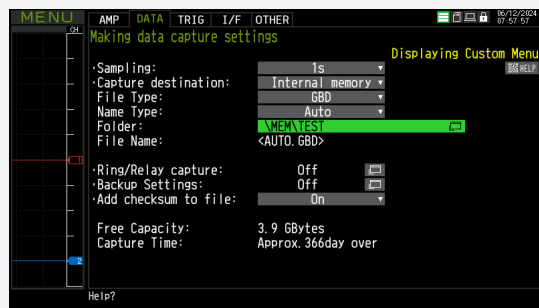 MENU AMP DATA TRIG I/F OTHER 06/12/2024 07:57:57
CH Making data capture settings
Displaying Custom Menu
HELP
·Sampling: 1s
·Capture destination: Internal memory
File Type: GBD
Name Type: Auto
Folder: \MEM\TEST
File Name: <AUTO.GBD>
1
·Ring/Relay capture: Off
·Backup Settings: Off
·Add checksum to file: On
Free Capacity: 3.9 GBytes
Capture Time: Approx.366day over
2
Help?